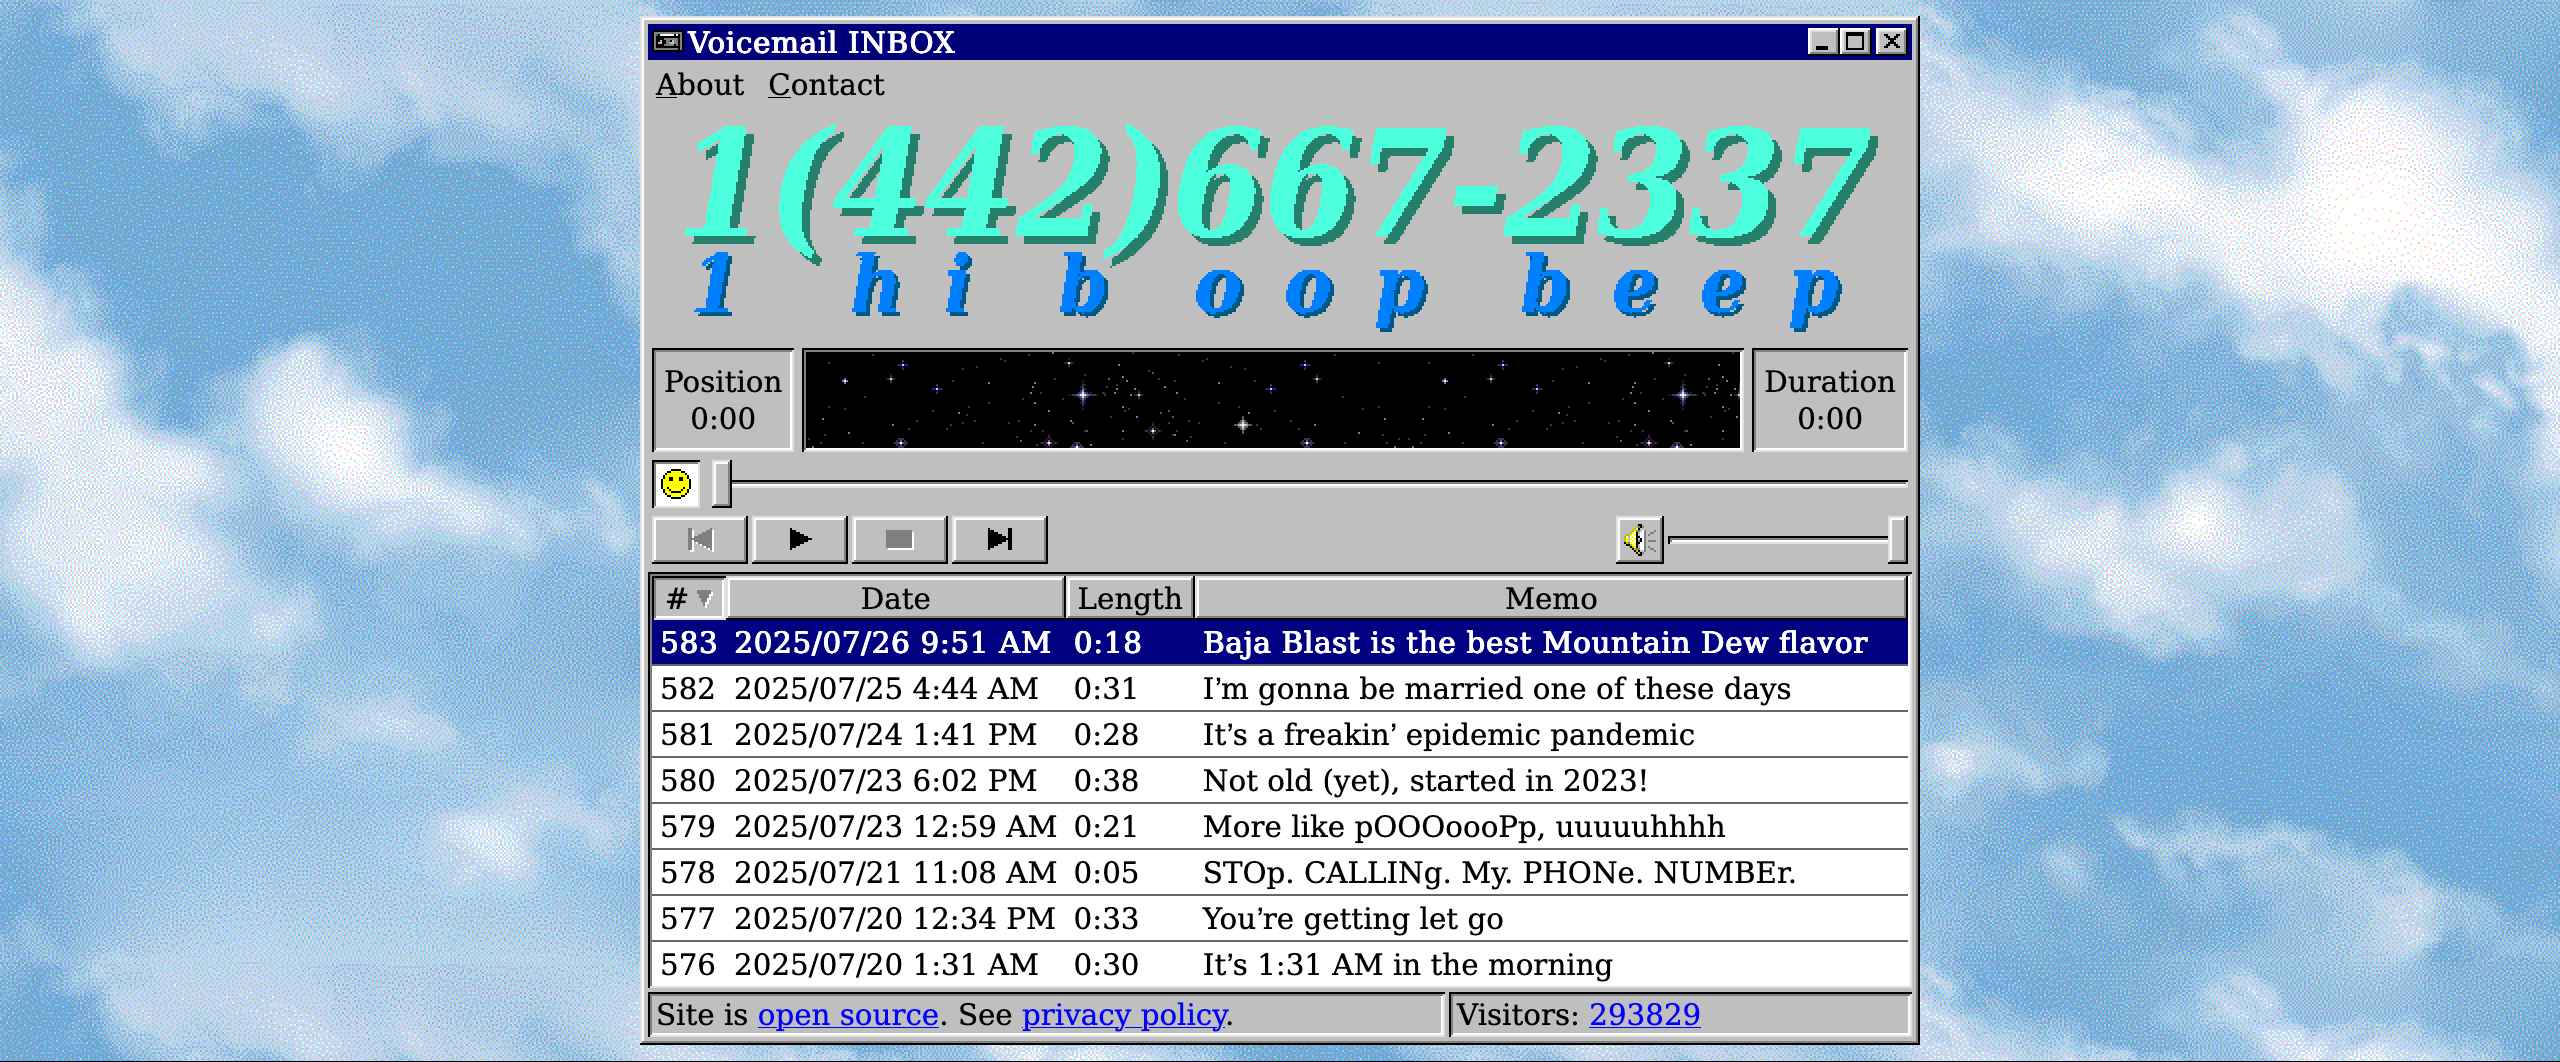 Voicemail INBOX
About Contact
1(442)667-2337
1 h i b o o p b e e p
Position
0:00
Duration
0:00
# Date Length Memo
583 2025/07/26 9:51 AM 0:18 Baja Blast is the best Mountain Dew flavor
582 2025/07/25 4:44 AM 0:31 I’m gonna be married one of these days
581 2025/07/24 1:41 PM 0:28 It’s a freakin’ epidemic pandemic
580 2025/07/23 6:02 PM 0:38 Not old (yet), started in 2023!
579 2025/07/23 12:59 AM 0:21 More like pOOOoooPp, uuuuuhhhh
578 2025/07/21 11:08 AM 0:05 STOp. CALLINg. My. PHONe. NUMBEr.
577 2025/07/20 12:34 PM 0:33 You’re getting let go
576 2025/07/20 1:31 AM 0:30 It’s 1:31 AM in the morning
Site is open source. See privacy policy.
Visitors: 293829